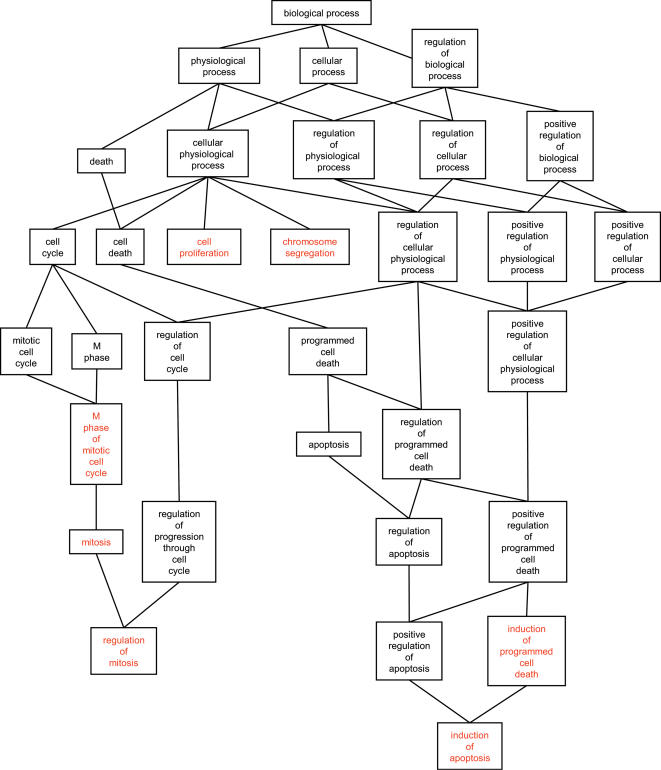 biological process
physiological
process
cellular
process
regulation
of
biological
process
death
cellular
physiological
process
regulation
of
physiological
process
regulation
of
cellular
process
positive
regulation
of
biological
process
cell
cycle
cell
death
cell
proliferation
chromosome
segregation
regulation
of
cellular
physiological
process
positive
regulation of
physiological
process
positive
regulation of
cellular
process
mitotic
cell
cycle
M
phase
regulation
of
cell
cycle
programmed
cell
death
positive
regulation
of cellular
physiological
process
M
phase
of
mitotic
cell
cycle
apoptosis
regulation
of
programmed
cell
death
mitosis
regulation
of
progression
through
cell
cycle
regulation
of
apoptosis
positive
regulation
of
programmed
cell
death
regulation
of
mitosis
positive
regulation
of
apoptosis
induction
of
programmed
cell
death
induction
of
apoptosis